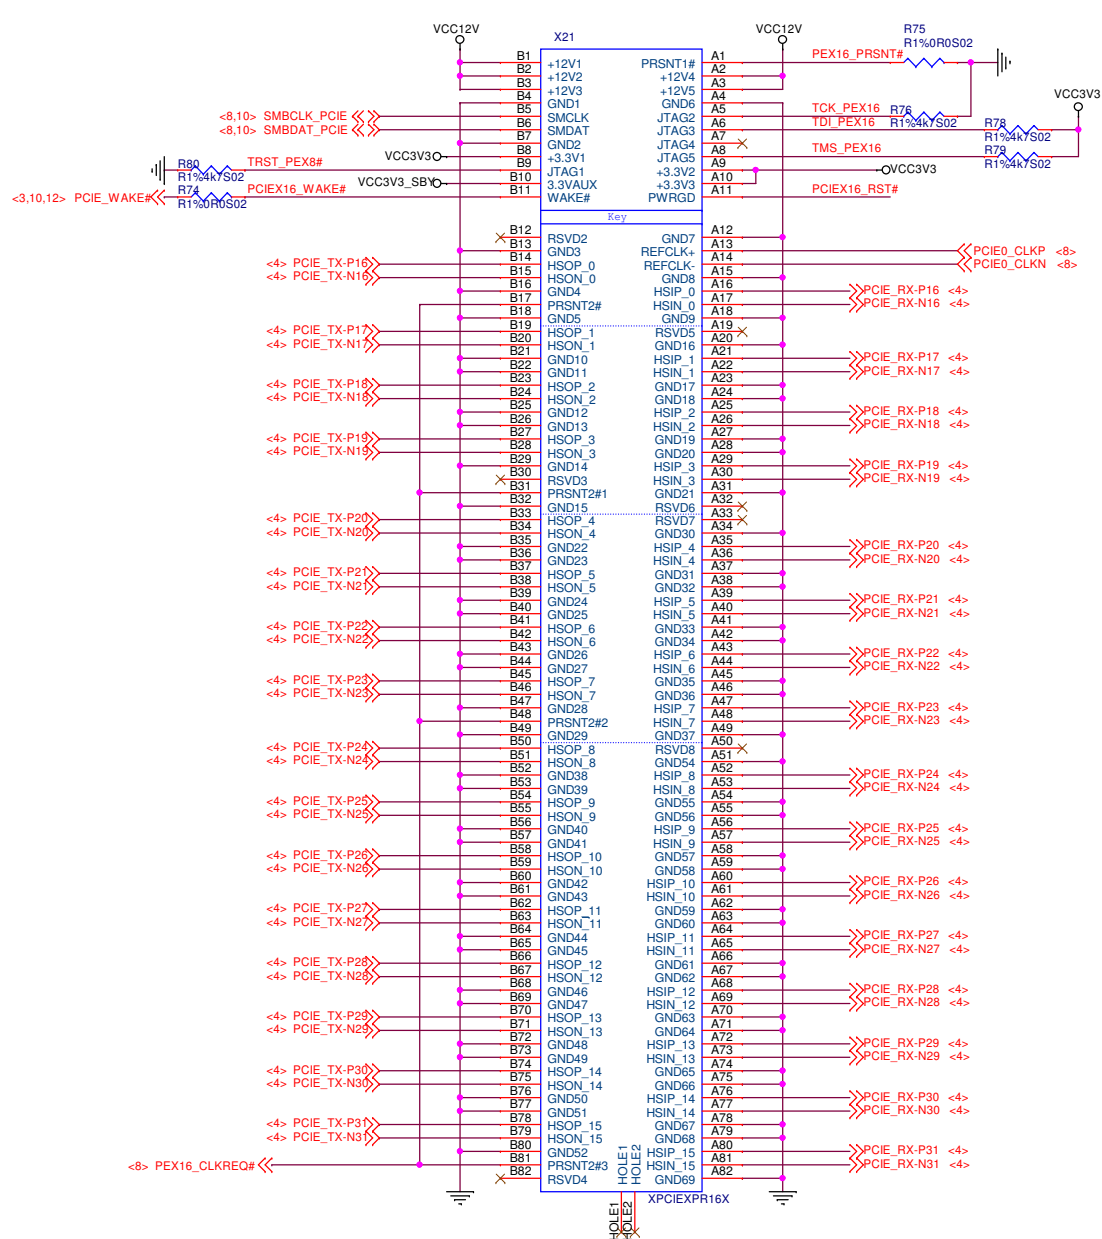 VCC12V
X21
VCC12V
R75
R1%0R0S02
B1 +12V1 PRSNT1# A1 PEX16_PRSNT#
B2 +12V2 +12V4 A2
B3 +12V3 +12V5 A3
VCC3V3
B4 GND1 GND6 A4
<8,10> SMBCLK_PCIE B5 SMCLK JTAG2 A5 TCK_PEX16 R76 R1%4k7S02
<8,10> SMBDAT_PCIE B6 SMDAT JTAG3 A6 TDI_PEX16 R78 R1%4k7S02
B7 GND2 JTAG4 A7
VCC3V3 B8 +3.3V1 JTAG5 A8 TMS_PEX16 R79 R1%4k7S02
R80 R1%4k7S02 TRST_PEX8# B9 JTAG1 +3.3V2 A9 VCC3V3
VCC3V3_SBY B10 3.3VAUX +3.3V3 A10
<3,10,12> PCIE_WAKE# R74 R1%0R0S02 PCIEX16_WAKE# B11 WAKE# PWRGD A11 PCIEX16_RST#
Key
B12 RSVD2 GND7 A12
B13 GND3 REFCLK+ A13 PCIE0_CLKP <8>
<4> PCIE_TX-P16 B14 HSOP_0 REFCLK- A14 PCIE0_CLKN <8>
<4> PCIE_TX-N16 B15 HSON_0 GND8 A15
B16 GND4 HSIP_0 A16 PCIE_RX-P16 <4>
B17 PRSNT2# HSIN_0 A17 PCIE_RX-N16 <4>
B18 GND5 GND9 A18
<4> PCIE_TX-P17 B19 HSOP_1 RSVD5 A19
<4> PCIE_TX-N17 B20 HSON_1 GND16 A20
B21 GND10 HSIP_1 A21 PCIE_RX-P17 <4>
B22 GND11 HSIN_1 A22 PCIE_RX-N17 <4>
<4> PCIE_TX-P18 B23 HSOP_2 GND17 A23
<4> PCIE_TX-N18 B24 HSON_2 GND18 A24
B25 GND12 HSIP_2 A25 PCIE_RX-P18 <4>
B26 GND13 HSIN_2 A26 PCIE_RX-N18 <4>
<4> PCIE_TX-P19 B27 HSOP_3 GND19 A27
<4> PCIE_TX-N19 B28 HSON_3 GND20 A28
B29 GND14 HSIP_3 A29 PCIE_RX-P19 <4>
B30 RSVD3 HSIN_3 A30 PCIE_RX-N19 <4>
B31 PRSNT2#1 GND21 A31
B32 GND15 RSVD6 A32
<4> PCIE_TX-P20 B33 HSOP_4 RSVD7 A33
<4> PCIE_TX-N20 B34 HSON_4 GND30 A34
B35 GND22 HSIP_4 A35 PCIE_RX-P20 <4>
B36 GND23 HSIN_4 A36 PCIE_RX-N20 <4>
<4> PCIE_TX-P21 B37 HSOP_5 GND31 A37
<4> PCIE_TX-N21 B38 HSON_5 GND32 A38
B39 GND24 HSIP_5 A39 PCIE_RX-P21 <4>
B40 GND25 HSIN_5 A40 PCIE_RX-N21 <4>
<4> PCIE_TX-P22 B41 HSOP_6 GND33 A41
<4> PCIE_TX-N22 B42 HSON_6 GND34 A42
B43 GND26 HSIP_6 A43 PCIE_RX-P22 <4>
B44 GND27 HSIN_6 A44 PCIE_RX-N22 <4>
<4> PCIE_TX-P23 B45 HSOP_7 GND35 A45
<4> PCIE_TX-N23 B46 HSON_7 GND36 A46
B47 GND28 HSIP_7 A47 PCIE_RX-P23 <4>
B48 PRSNT2#2 HSIN_7 A48 PCIE_RX-N23 <4>
B49 GND29 GND37 A49
<4> PCIE_TX-P24 B50 HSOP_8 RSVD8 A50
<4> PCIE_TX-N24 B51 HSON_8 GND54 A51
B52 GND38 HSIP_8 A52 PCIE_RX-P24 <4>
B53 GND39 HSIN_8 A53 PCIE_RX-N24 <4>
<4> PCIE_TX-P25 B54 HSOP_9 GND55 A54
<4> PCIE_TX-N25 B55 HSON_9 GND56 A55
B56 GND40 HSIP_9 A56 PCIE_RX-P25 <4>
B57 GND41 HSIN_9 A57 PCIE_RX-N25 <4>
<4> PCIE_TX-P26 B58 HSOP_10 GND57 A58
<4> PCIE_TX-N26 B59 HSON_10 GND58 A59
B60 GND42 HSIP_10 A60 PCIE_RX-P26 <4>
B61 GND43 HSIN_10 A61 PCIE_RX-N26 <4>
<4> PCIE_TX-P27 B62 HSOP_11 GND59 A62
<4> PCIE_TX-N27 B63 HSON_11 GND60 A63
B64 GND44 HSIP_11 A64 PCIE_RX-P27 <4>
B65 GND45 HSIN_11 A65 PCIE_RX-N27 <4>
<4> PCIE_TX-P28 B66 HSOP_12 GND61 A66
<4> PCIE_TX-N28 B67 HSON_12 GND62 A67
B68 GND46 HSIP_12 A68 PCIE_RX-P28 <4>
B69 GND47 HSIN_12 A69 PCIE_RX-N28 <4>
<4> PCIE_TX-P29 B70 HSOP_13 GND63 A70
<4> PCIE_TX-N29 B71 HSON_13 GND64 A71
B72 GND48 HSIP_13 A72 PCIE_RX-P29 <4>
B73 GND49 HSIN_13 A73 PCIE_RX-N29 <4>
<4> PCIE_TX-P30 B74 HSOP_14 GND65 A74
<4> PCIE_TX-N30 B75 HSON_14 GND66 A75
B76 GND50 HSIP_14 A76 PCIE_RX-P30 <4>
B77 GND51 HSIN_14 A77 PCIE_RX-N30 <4>
<4> PCIE_TX-P31 B78 HSOP_15 GND67 A78
<4> PCIE_TX-N31 B79 HSON_15 GND68 A79
B80 GND52 HSIP_15 A80 PCIE_RX-P31 <4>
<8> PEX16_CLKREQ# B81 PRSNT2#3 HSIN_15 A81 PCIE_RX-N31 <4>
B82 RSVD4 GND69 A82
HOLE1
HOLE2
XPCIEXPR16X
HOLE1
HOLE2